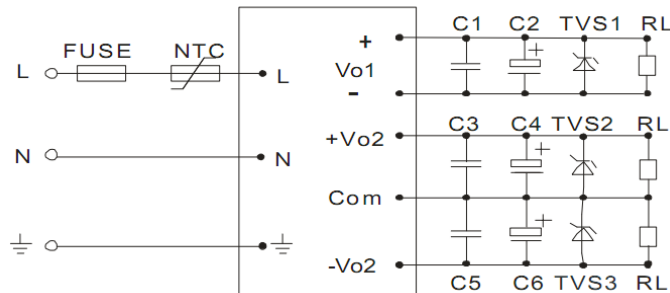 C1 C2 TVS1 RL
+ +
FUSE NTC
Vo1
L L
-
C3 C4 TVS2 RL
+Vo2 +
N N
Com
+
-Vo2
C5 C6 TVS3 RL